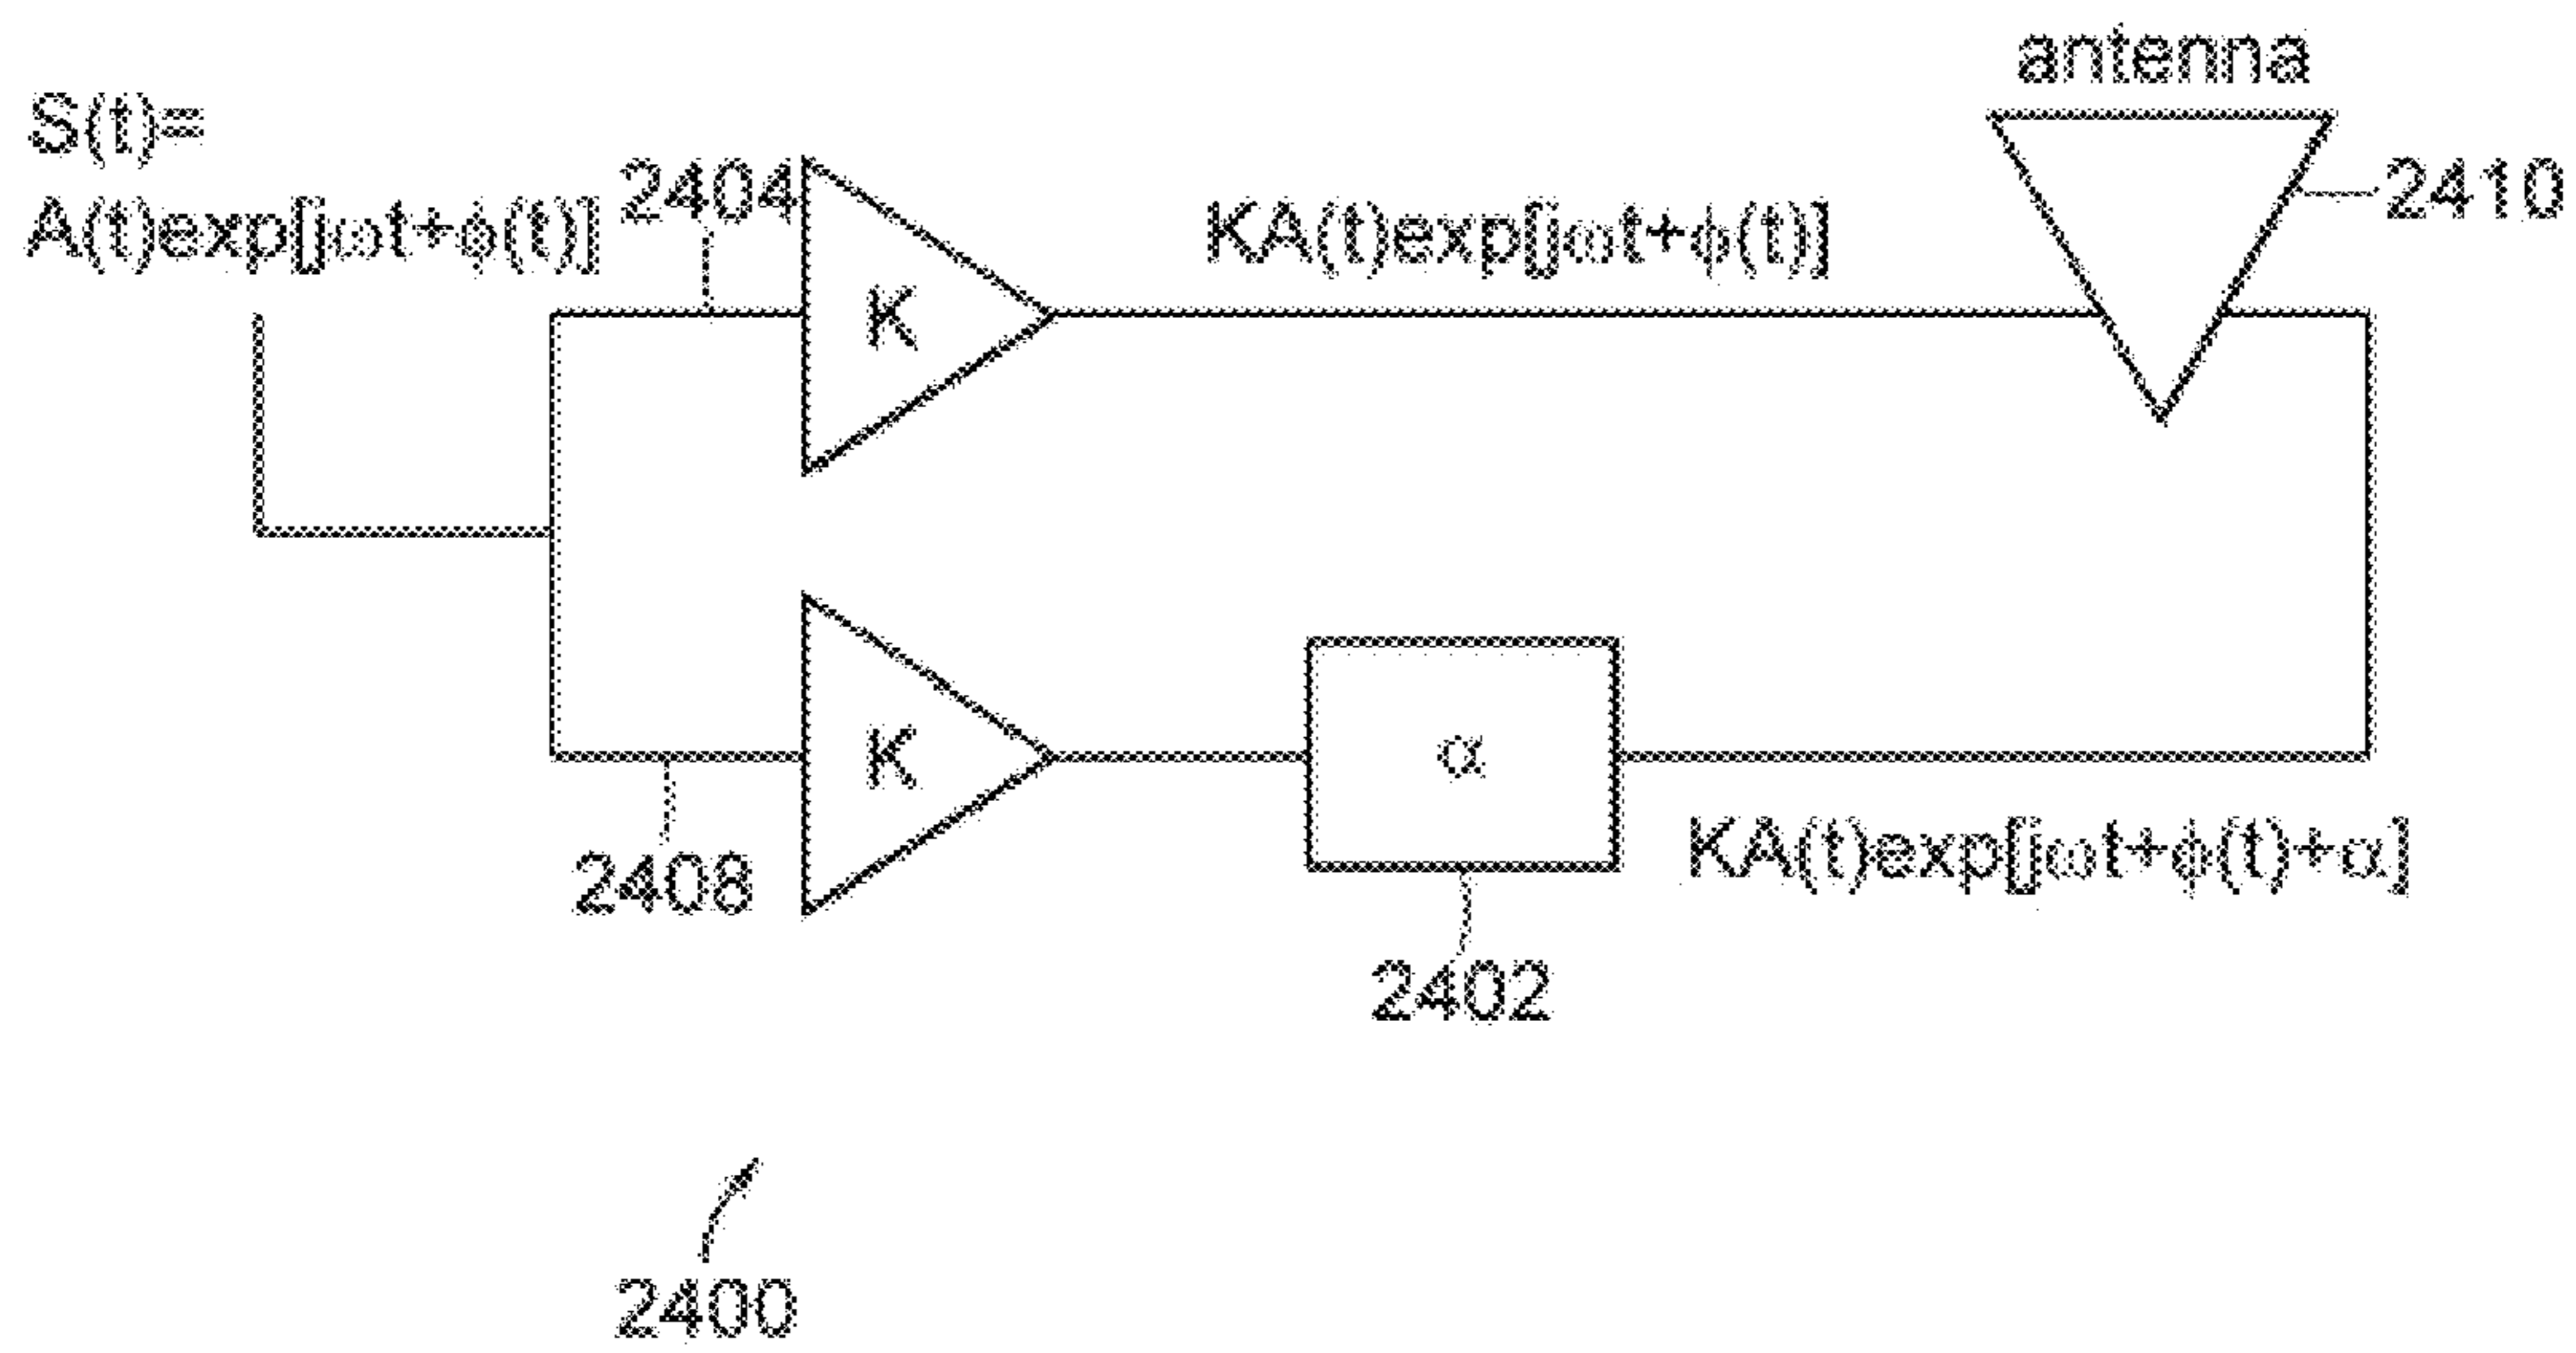 antenna
S(t)=
A(t)exp[jωt+ϕ(t)]
2404
KA(t)exp[jωt+ϕ(t)]
2410
K
K
α
2408
KA(t)exp[jωt+ϕ(t)+α]
2402
2400